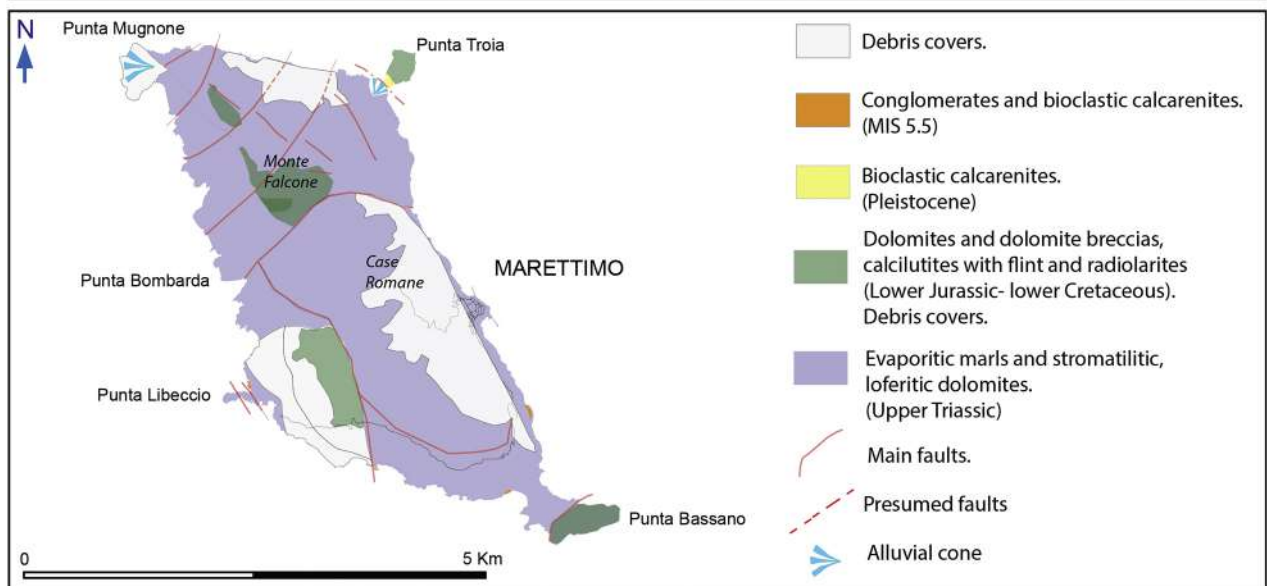 N
Punta Mugnone
Punta Troia
Monte
Falcone
Case
Romane
MARETTIMO
Punta Bombarda
Punta Libeccio
Punta Bassano
0
5 Km
Debris covers.
Conglomerates and bioclastic calcarenites.
(MIS 5.5)
Bioclastic calcarenites.
(Pleistocene)
Dolomites and dolomite breccias,
calcilutites with flint and radiolarites
(Lower Jurassic- lower Cretaceous).
Debris covers.
Evaporitic marls and stromatilitic,
loferitic dolomites.
(Upper Triassic)
Main faults.
Presumed faults
Alluvial cone